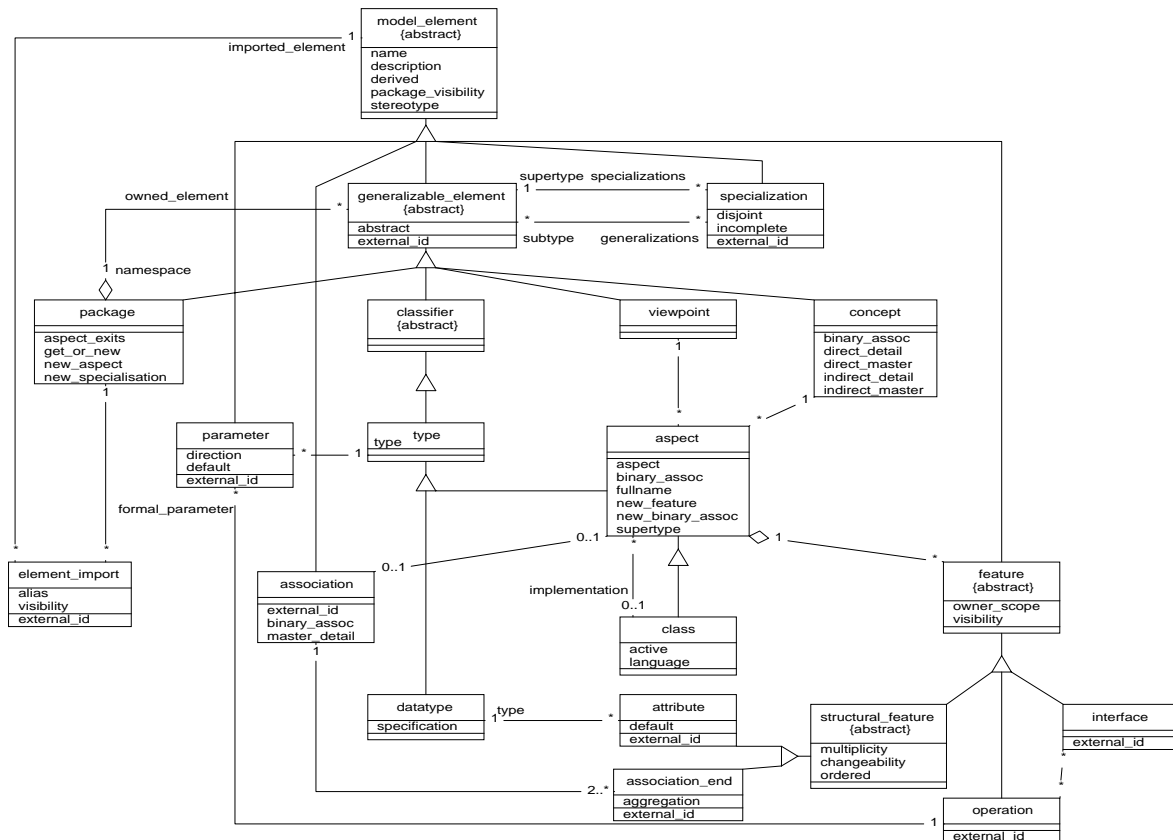 model_element
{abstract}
name
description
derived
package_visibility
stereotype
1
imported_element
owned_element
*
generalizable_element
{abstract}
abstract
external_id
supertype specializations
1
*
*
*
subtype
generalizations
specialization
disjoint
incomplete
external_id
1
namespace
package
aspect_exits
get_or_new
new_aspect
new_specialisation
1
classifier
{abstract}
viewpoint
1
*
concept
binary_assoc
direct_detail
direct_master
indirect_detail
indirect_master
1
*
parameter
direction
default
external_id
*
1
*
formal_parameter
type
type
aspect
aspect
binary_assoc
fullname
new_feature
new_binary_assoc
supertype
0..1
0..1
*
implementation
0..1
1
*
*
*
element_import
alias
visibility
external_id
association
external_id
binary_assoc
master_detail
1
class
active
language
feature
{abstract}
owner_scope
visibility
datatype
specification
1
type
*
attribute
default
external_id
structural_feature
{abstract}
multiplicity
changeability
ordered
interface
external_id
*
*
2..*
association_end
aggregation
external_id
1
operation
external_id